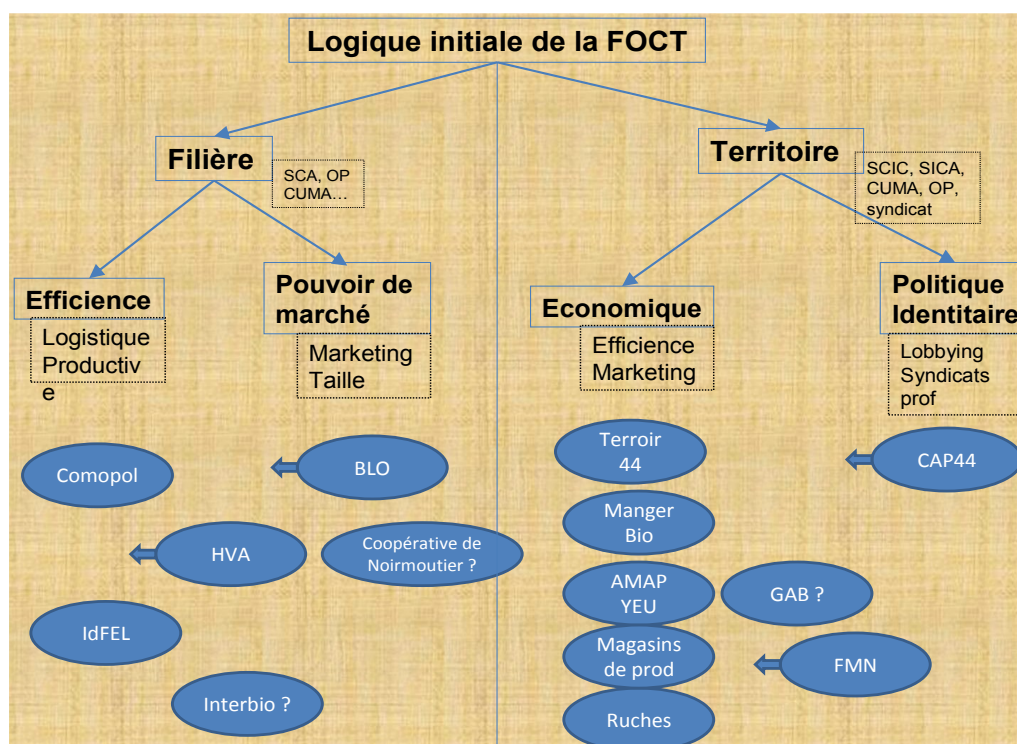 Logique initiale de la FOCT
Filière
SCA, OP
CUMA…
Territoire
SCIC, SICA,
CUMA, OP,
syndicat
Efficience
Logistique
Productiv
e
Pouvoir de
marché
Marketing
Taille
Economique
Efficience
Marketing
Politique
Identitaire
Lobbying
Syndicats
prof
Comopol
BLO
HVA
Coopérative de
Noirmoutier ?
IdFEL
Interbio ?
Terroir
44
CAP44
Manger
Bio
AMAP
YEU
GAB ?
Magasins
de prod
FMN
Ruches